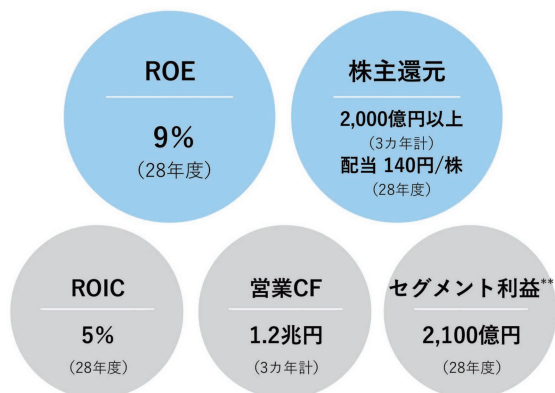 ROE
9%
（28年度）
株主還元
2,000億円以上
（3カ年計）
配当 140円/株
（28年度）
ROIC
5%
（28年度）
営業CF
1.2兆円
（3カ年計）
セグメント利益**
2,100億円
（28年度）